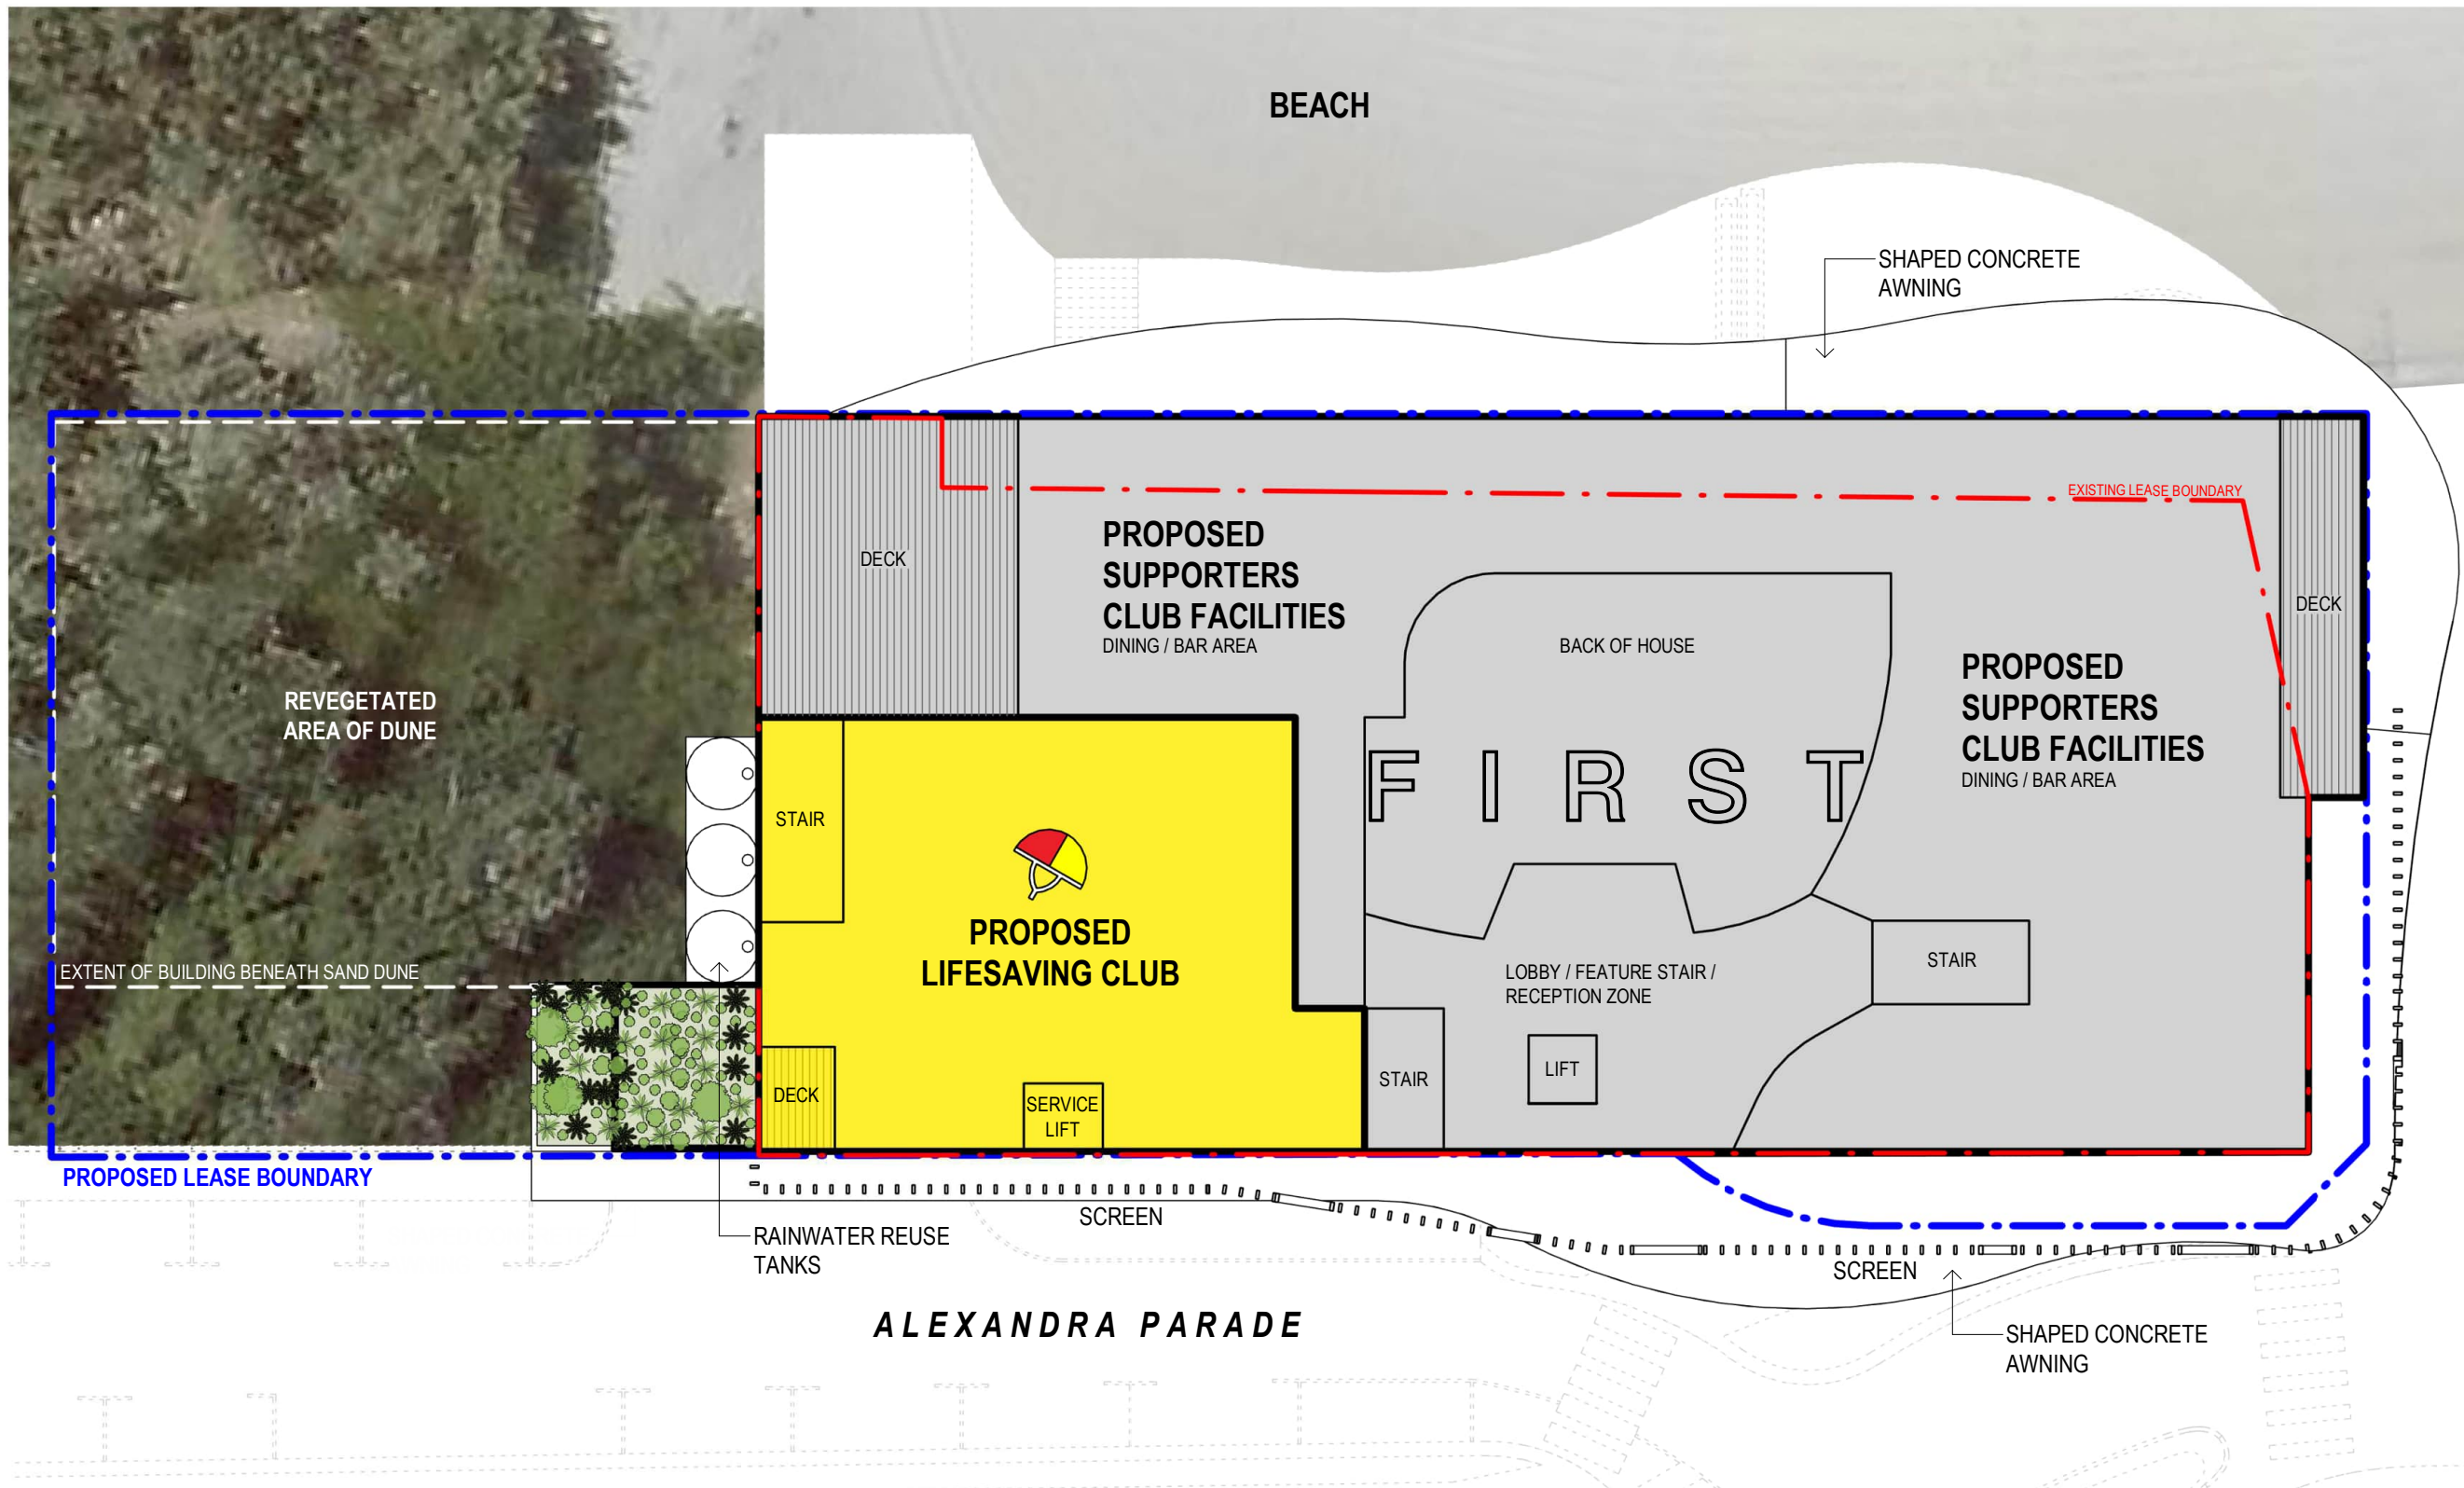 BEACH
SHAPED CONCRETE
AWNING
EXISTING LEASE BOUNDARY
DECK
PROPOSED
SUPPORTERS
CLUB FACILITIES
DINING / BAR AREA
BACK OF HOUSE
DECK
PROPOSED
SUPPORTERS
CLUB FACILITIES
DINING / BAR AREA
REVEGETATED
AREA OF DUNE
FIRST
STAIR
PROPOSED
LIFESAVING CLUB
EXTENT OF BUILDING BENEATH SAND DUNE
LOBBY / FEATURE STAIR /
RECEPTION ZONE
STAIR
LIFT
STAIR
DECK
SERVICE
LIFT
PROPOSED LEASE BOUNDARY
SCREEN
RAINWATER REUSE
TANKS
SCREEN
ALEXANDRA PARADE
SHAPED CONCRETE
AWNING